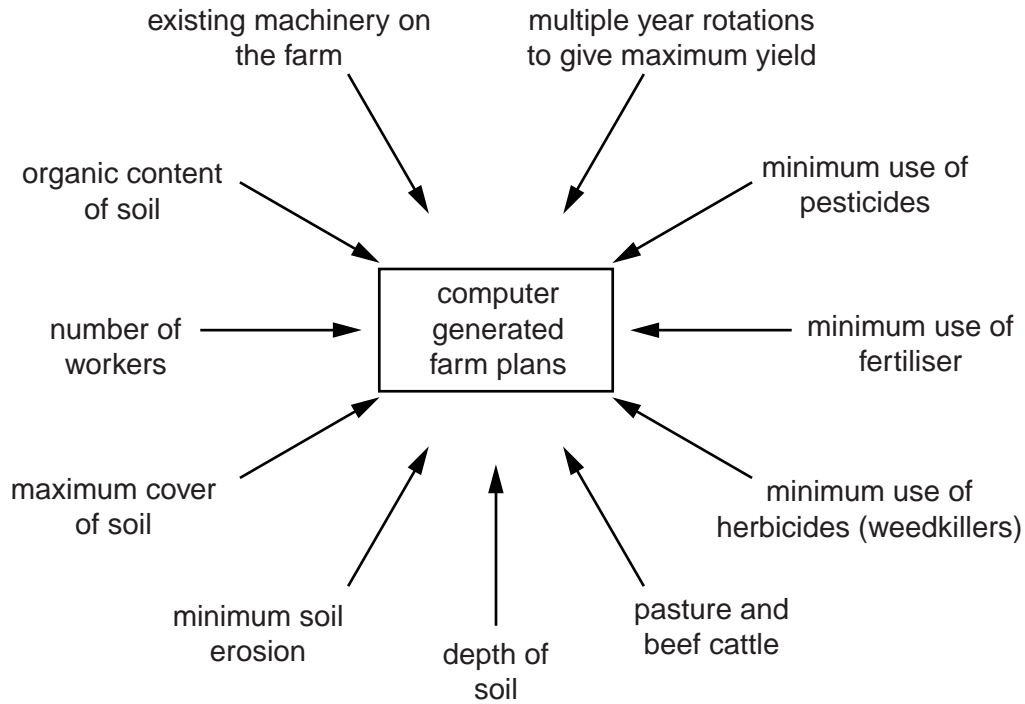 existing machinery on
the farm
multiple year rotations
to give maximum yield
organic content
of soil
minimum use of
pesticides
computer
generated
farm plans
number of
workers
minimum use of
fertiliser
maximum cover
of soil
minimum use of
herbicides (weedkillers)
minimum soil
erosion
depth of
soil
pasture and
beef cattle